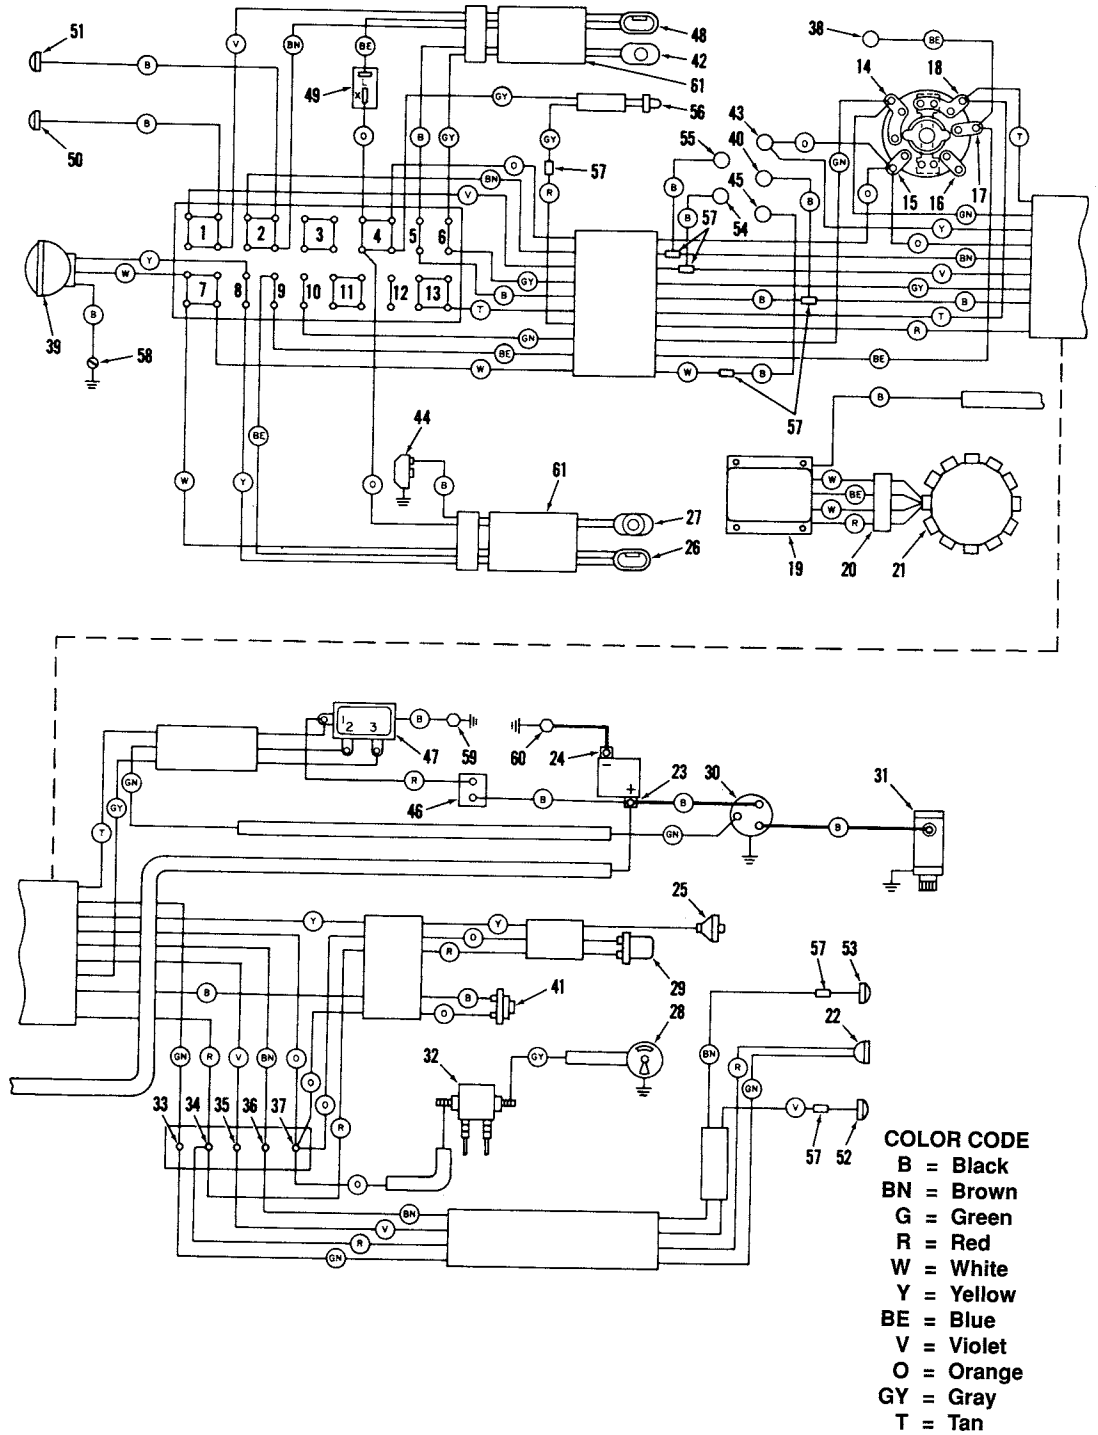 51
B
V
BN
BE
48
42
61
38
BE
14
18
49
X
GY
56
50
B
O
B
GY
GY
57
R
O
BN
V
55
43
40
45
O
B
B
B
54
57
GN
O
T
15
16
17
1
2
3
4
5
6
7
8
9
10
11
12
13
39
Y
W
B
58
GY
B
T
GN
BE
W
GN
Y
O
BN
V
GY
B
B
T
R
BE
W
B
57
44
BE
W
Y
O
B
61
27
26
B
W
BE
W
R
19
20
21
1
2
3
47
B
59
60
24
-
+
23
30
31
R
46
B
B
B
GN
GY
T
GN
Y
Y
O
R
25
29
B
B
O
41
28
57
53
22
GN
R
V
BN
O
O
O
R
32
GY
BN
R
GN
V
57
52
33
34
35
36
37
O
BN
V
R
GN
COLOR CODE
B = Black
BN = Brown
G = Green
R = Red
W = White
Y = Yellow
BE = Blue
V = Violet
O = Orange
GY = Gray
T = Tan